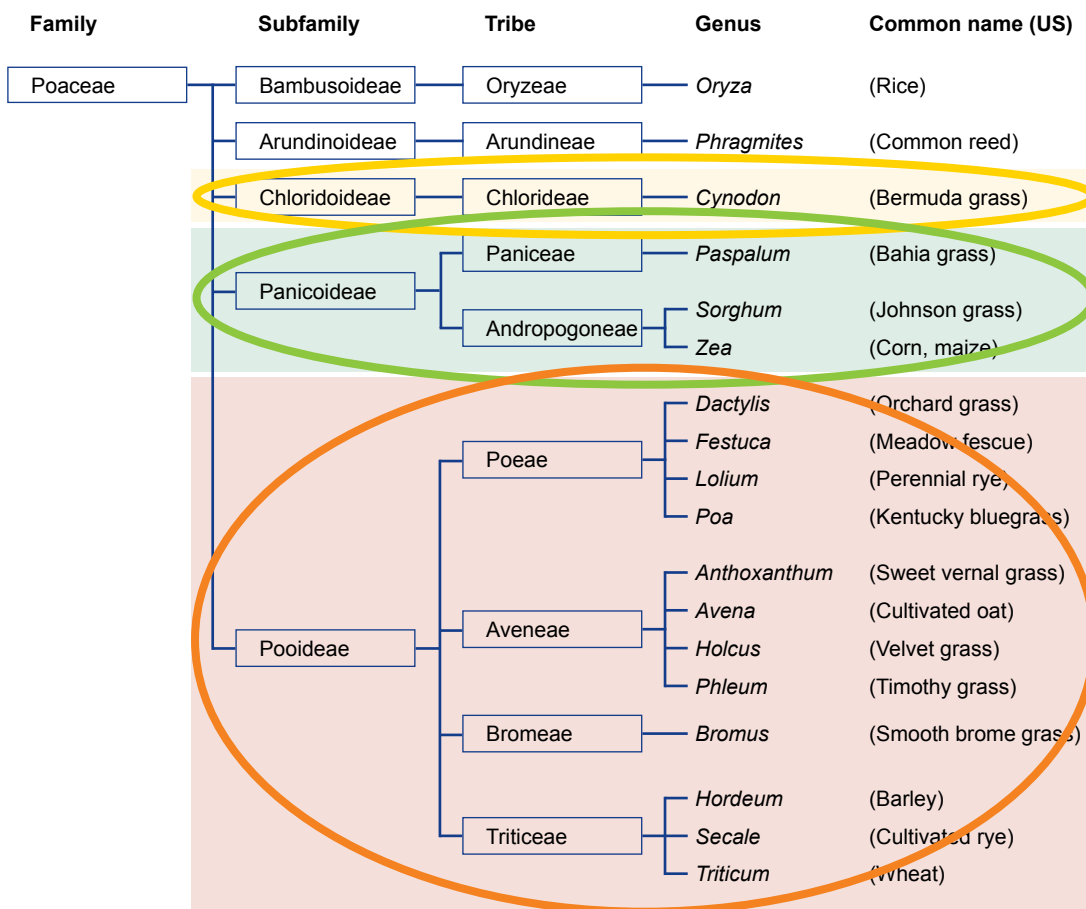 Family Subfamily Tribe Genus Common name (US)
Poaceae Bambusoideae Oryzeae Oryza (Rice)
Arundinoideae Arundineae Phragmites (Common reed)
Chloridoideae Chlorideae Cynodon (Bermuda grass)
Paniceae Paspalum (Bahia grass)
Panicoideae
Sorghum (Johnson grass)
Andropogoneae
Zea (Corn, maize)
Dactylis (Orchard grass)
Festuca (Meadow fescue)
Poeae
Lolium (Perennial rye)
Poa (Kentucky bluegrass)
Anthoxanthum (Sweet vernal grass)
Avena (Cultivated oat)
Aveneae
Pooideae Holcus (Velvet grass)
Phleum (Timothy grass)
Bromeae Bromus (Smooth brome grass)
Hordeum (Barley)
Triticeae Secale (Cultivated rye)
Triticum (Wheat)